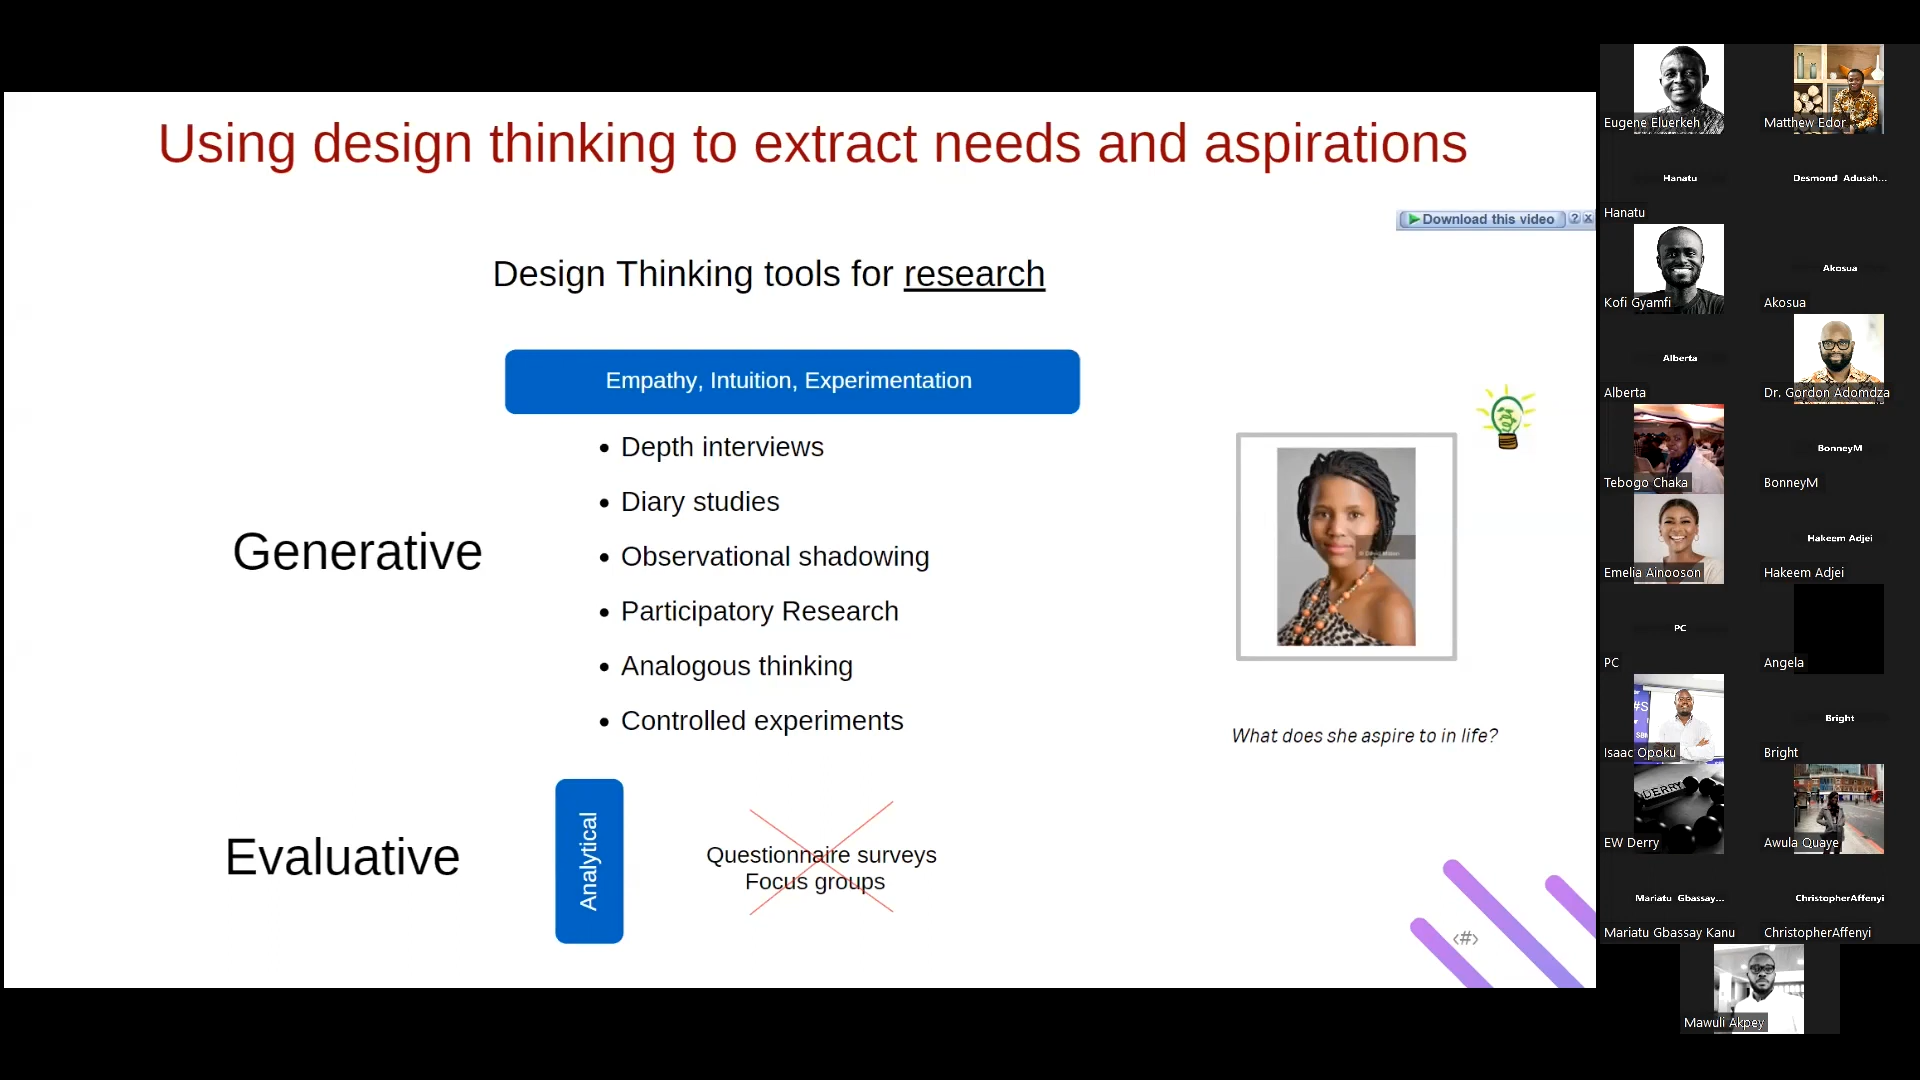 Using design thinking to extract needs and aspirations
Download this video
?
Design Thinking tools for research
Empathy, Intuition, Experimentation
Generative
• Depth interviews
• Diary studies
• Observational shadowing
• Participatory Research
• Analogous thinking
• Controlled experiments
What does she aspire to in life?
Evaluative
Analytical
Questionnaire surveys
Focus groups
‹#›
Eugene Eluerkeh
Matthew Edor
Hanatu
Hanatu
Desmond Adusah...
Kofi Gyamfi
Akosua
Akosua
Alberta
Alberta
Dr. Gordon Adomdza
Tebogo Chaka
BonneyM
BonneyM
Emelia Ainooson
Hakeem Adjei
Hakeem Adjei
PC
PC
Angela
#S
Isaac Opoku
Bright
Bright
DERRY
EW Derry
Awula Quaye
Mariatu Gbassay...
Mariatu Gbassay Kanu
ChristopherAffenyi
ChristopherAffenyi
Mawuli Akpey